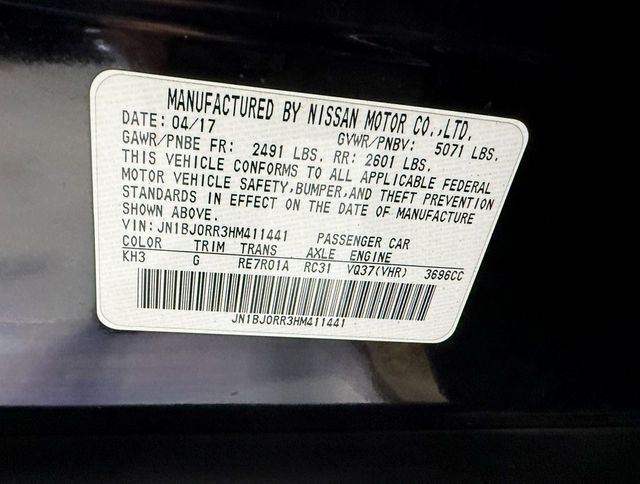 MANUFACTURED BY NISSAN MOTOR CO.,LTD.
DATE: 04/17 GVWR/PNBV: 5071 LBS.
GAWR/PNBE FR: 2491 LBS. RR: 2601 LBS.
THIS VEHICLE CONFORMS TO ALL APPLICABLE FEDERAL
MOTOR VEHICLE SAFETY,BUMPER,AND THEFT PREVENTION
STANDARDS IN EFFECT ON THE DATE OF MANUFACTURE
SHOWN ABOVE.
VIN: JN1BJ0RR3HM411441 PASSENGER CAR
COLOR TRIM TRANS AXLE ENGINE
KH3 G RE7R01A RC31 VQ37(VHR) 3696CC
JN1BJ0RR3HM411441